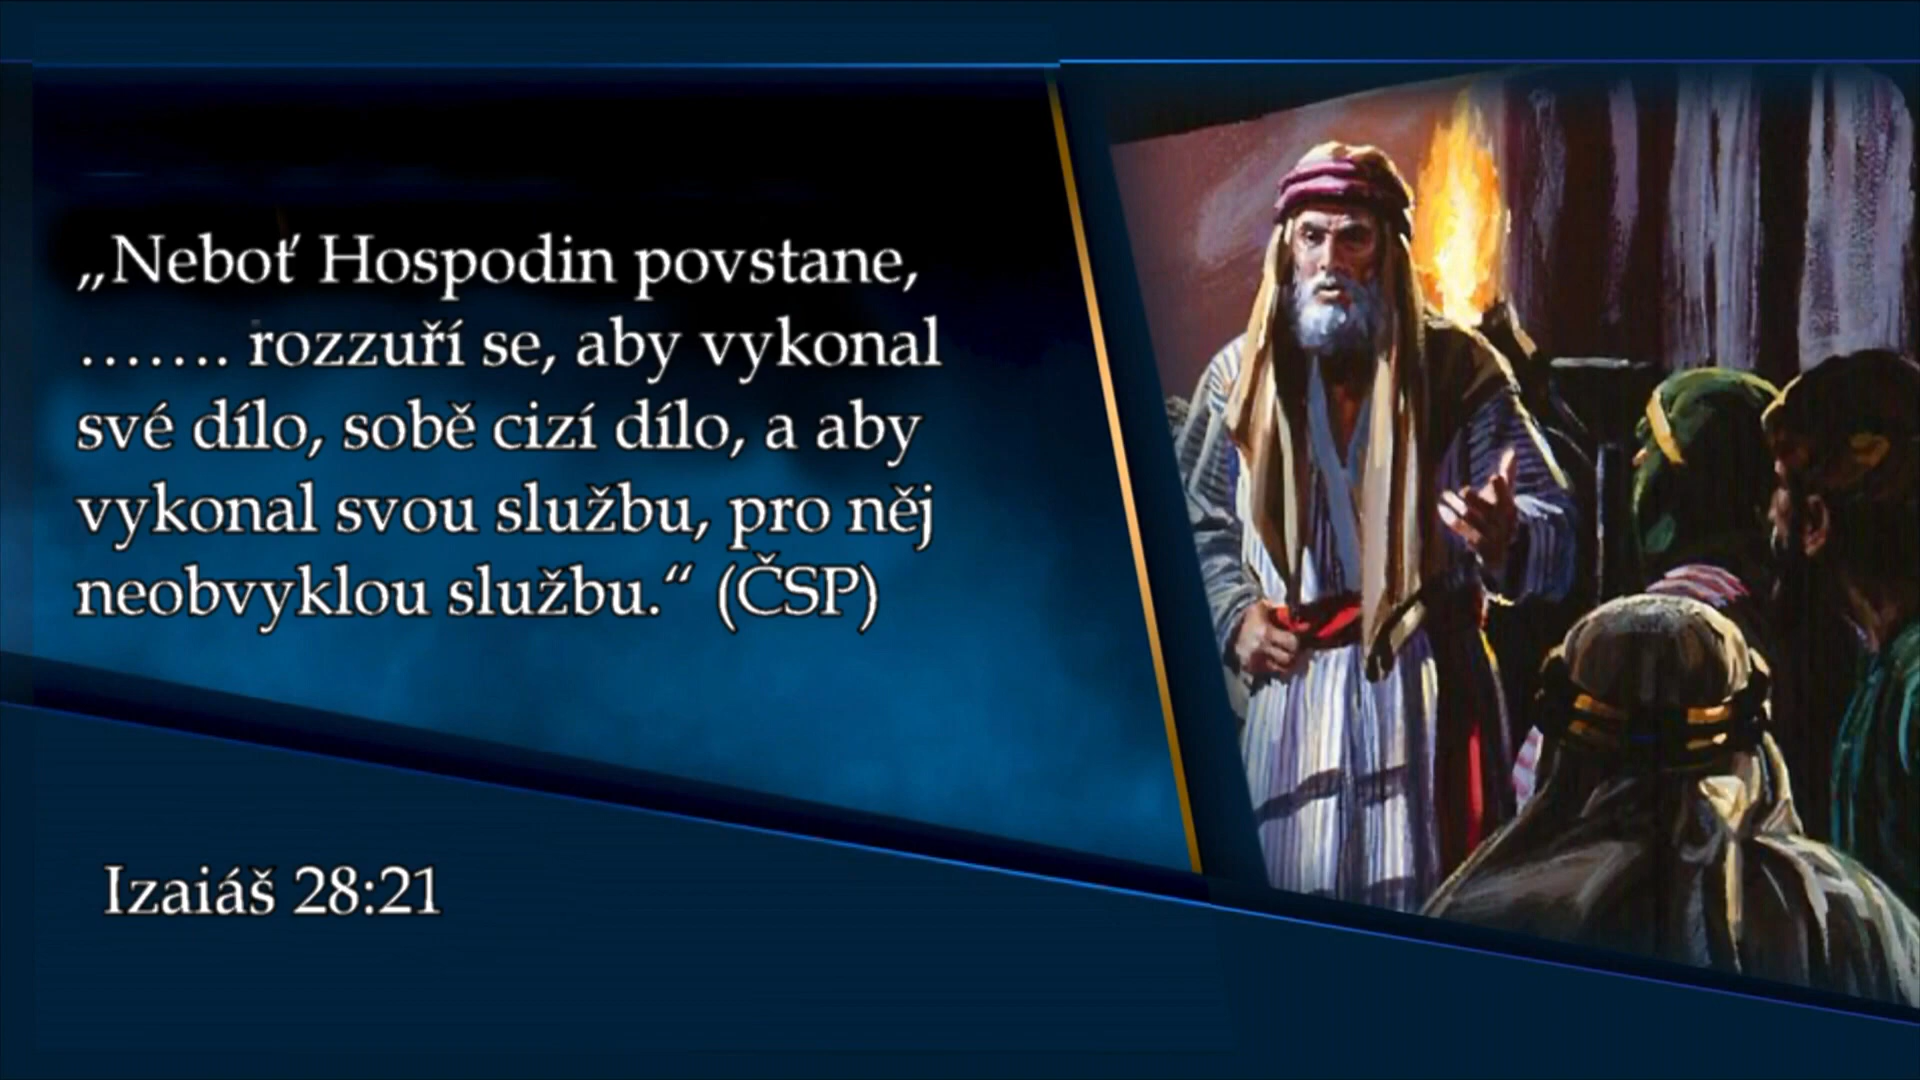 „Neboť Hospodin povstane,
……. rozzuří se, aby vykonal
své dílo, sobě cizí dílo, a aby
vykonal svou službu, pro něj
neobvyklou službu.“ (ČSP)
Izaiáš 28:21